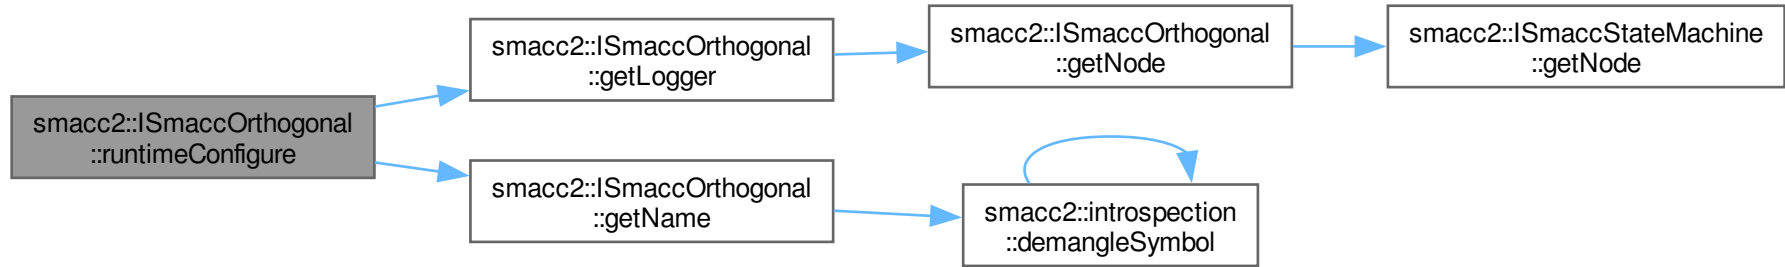 smacc2::ISmaccOrthogonal
::runtimeConfigure
smacc2::ISmaccOrthogonal
::getLogger
smacc2::ISmaccOrthogonal
::getNode
smacc2::ISmaccStateMachine
::getNode
smacc2::ISmaccOrthogonal
::getName
smacc2::introspection
::demangleSymbol